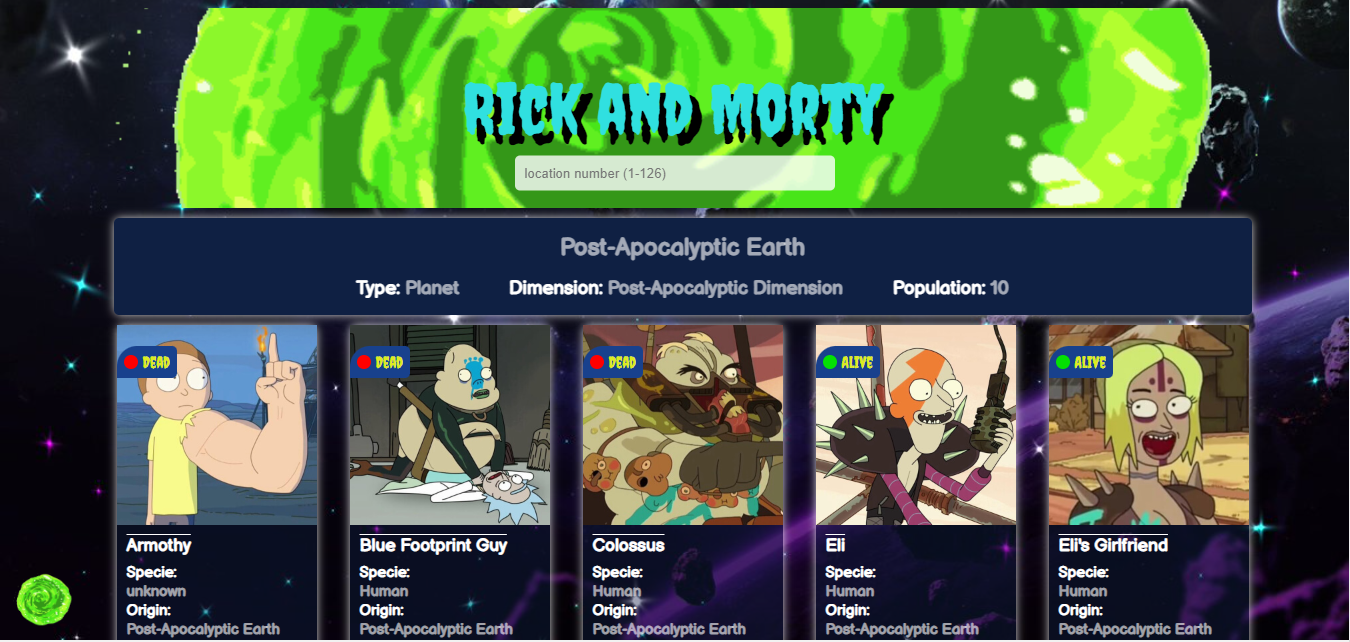 RICK AND MORTY
location number (1-126)
Post-Apocalyptic Earth
Type: Planet Dimension: Post-Apocalyptic Dimension Population: 10
DEAD DEAD DEAD ALIVE ALIVE
Armothy Blue Footprint Guy Colossus Eli Eli's Girlfriend
Specie: Specie: Specie: Specie: Specie:
unknown Human Human Human Human
Origin: Origin: Origin: Origin: Origin:
Post-Apocalyptic Earth Post-Apocalyptic Earth Post-Apocalyptic Earth Post-Apocalyptic Earth Post-Apocalyptic Earth